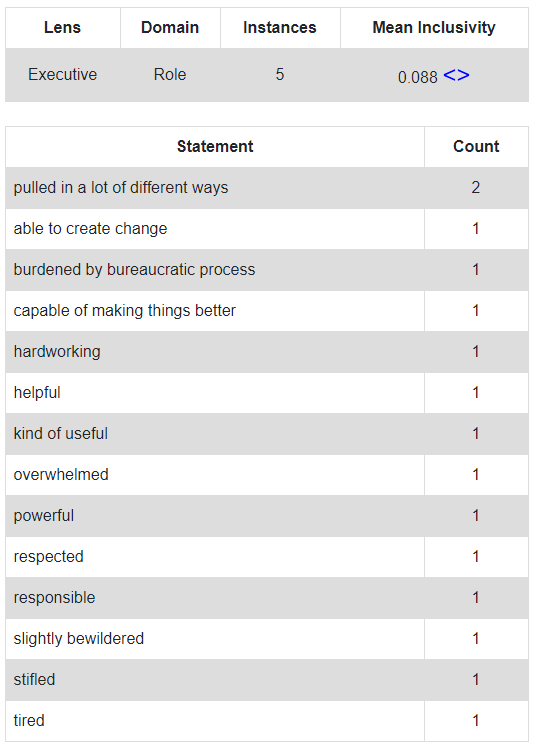 Lens Domain Instances Mean Inclusivity
Executive Role 5 0.088 <>
Statement Count
pulled in a lot of different ways 2
able to create change 1
burdened by bureaucratic process 1
capable of making things better 1
hardworking 1
helpful 1
kind of useful 1
overwhelmed 1
powerful 1
respected 1
responsible 1
slightly bewildered 1
stifled 1
tired 1